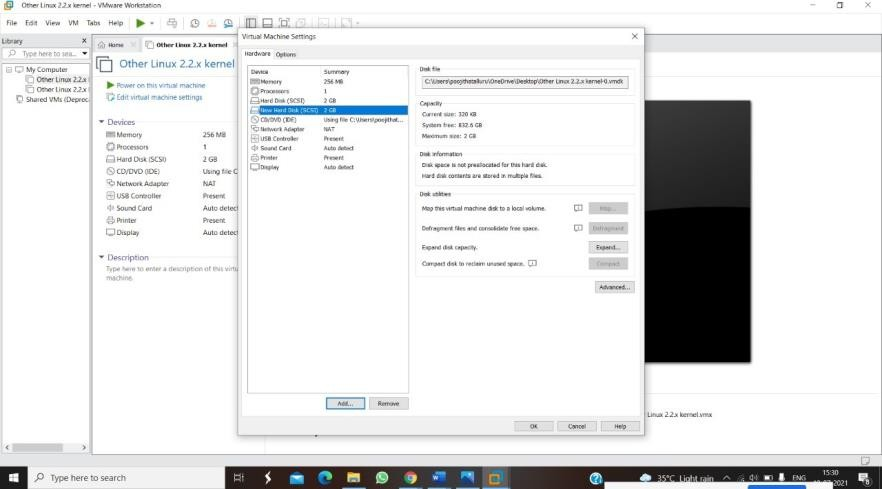 Other Linux 2.2.x kernel - VMware Workstation
File Edit View VM Tabs Help
Library
Type here to sea...
My Computer
Other Linux 2.2.x
Other Linux 2.2.x
Shared VMs (Deprec
Home
Other Linux 2.2.x kernel
Other Linux 2.2.x kernel
Power on this virtual machine
Edit virtual machine settings
Devices
Memory 256 MB
Processors 1
Hard Disk (SCSI) 2 GB
CD/DVD (IDE) Using file C
Network Adapter NAT
USB Controller Present
Sound Card Auto detec
Printer Present
Display Auto detec
Description
Type here to enter a description of this virtu
machine.
Virtual Machine Settings
Hardware Options
Device Summary
Memory 256 MB
Processors 1
Hard Disk (SCSI) 2 GB
New Hard Disk (SCSI) 2 GB
CD/DVD (IDE) Using file C:\Users\poojithat...
Network Adapter NAT
USB Controller Present
Sound Card Auto detect
Printer Present
Display Auto detect
Add... Remove
Disk file
C:\Users\poojithatalluru\OneDrive\Desktop\Other Linux 2.2.x kernel-0.vmdk
Capacity
Current size: 320 KB
System free: 832.6 GB
Maximum size: 2 GB
Disk information
Disk space is not preallocated for this hard disk.
Hard disk contents are stored in multiple files.
Disk utilities
Map this virtual machine disk to a local volume. Map...
Defragment files and consolidate free space. Defragment
Expand disk capacity. Expand...
Compact disk to reclaim unused space. Compact
Advanced...
OK Cancel Help
Linux 2.2.x kernel.vmx
Type here to search
35°C Light rain
ENG
15:30